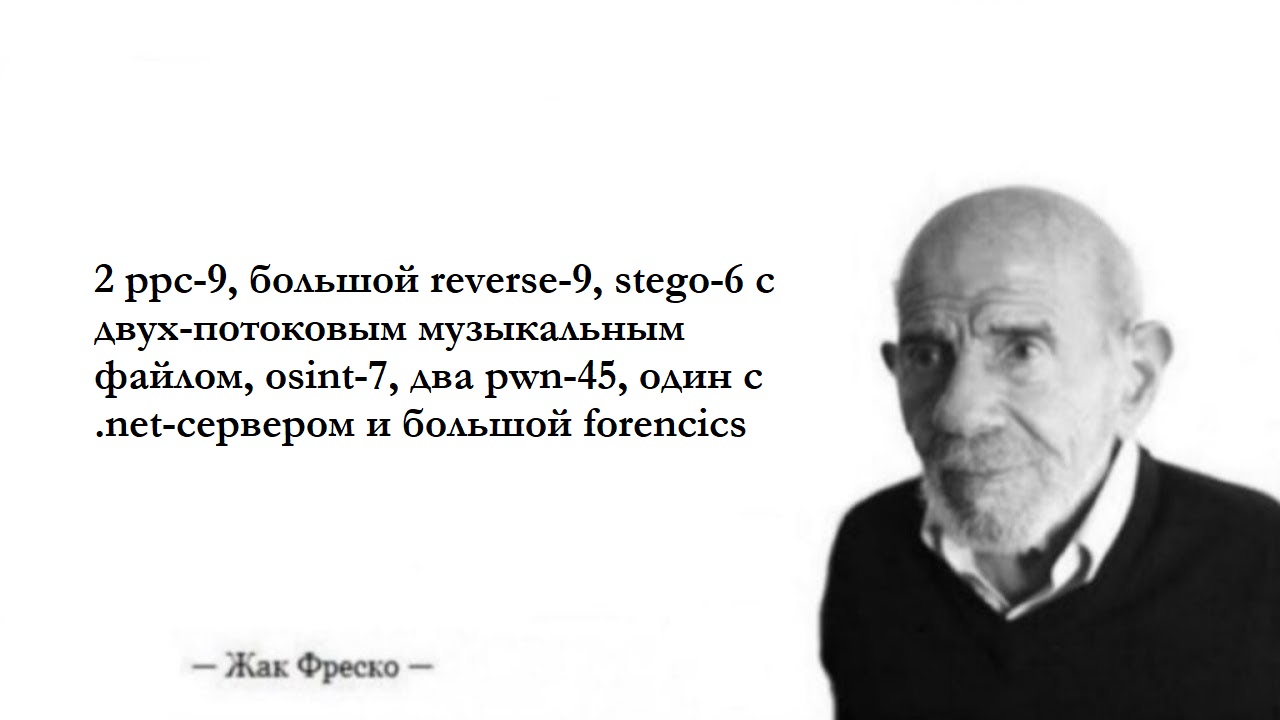 2 ppc-9, большой reverse-9, stego-6 с
двух-потоковым музыкальным
файлом, osint-7, два pwn-45, один с
.net-сервером и большой forencics
— Жак Фреско —